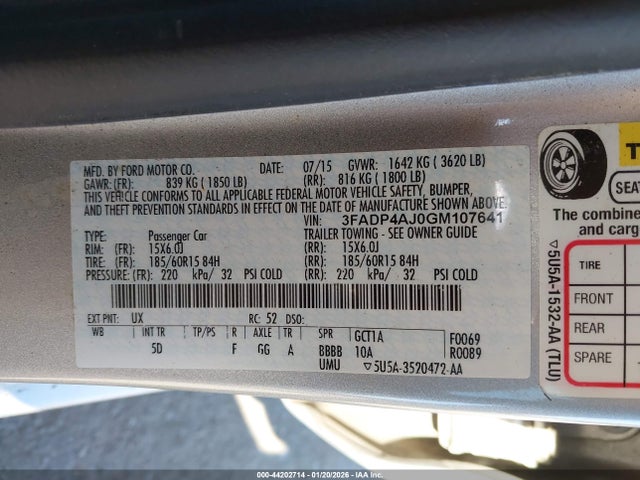 MFD. BY FORD MOTOR CO. DATE: 07/15 GVWR: 1642 KG ( 3620 LB)
GAWR: (FR): 839 KG ( 1850 LB) (RR): 816 KG ( 1800 LB)
THIS VEHICLE CONFORMS TO ALL APPLICABLE FEDERAL MOTOR VEHICLE SAFETY, BUMPER,
AND THEFT PREVENTION STANDARDS IN EFFECT ON THE DATE OF MANUFACTURE SHOWN ABOVE.
VIN: 3FADP4AJ0GM107641
TYPE: Passenger Car TRAILER TOWING - SEE OWNER GUIDE
RIM: (FR): 15X6.0J (RR): 15X6.0J
TIRE: (FR): 185/60R15 84H (RR): 185/60R15 84H
PRESSURE: (FR): 220 kPa/ 32 PSI COLD (RR): 220 kPa/ 32 PSI COLD
EXT PNT: UX RC: 52 DSO:
WB INT TR TP/PS R AXLE TR SPR GCT1A F0069
5D F GG A BBBB 10A R0089
UMU ▽5U5A-3520472-AA
T
SEAT
The combine
and carg
TIRE
FRONT
REAR
SPARE
▽5U5A-1532-AA (TLU)
000-44202714 - 01/20/2026 - IAA Inc.